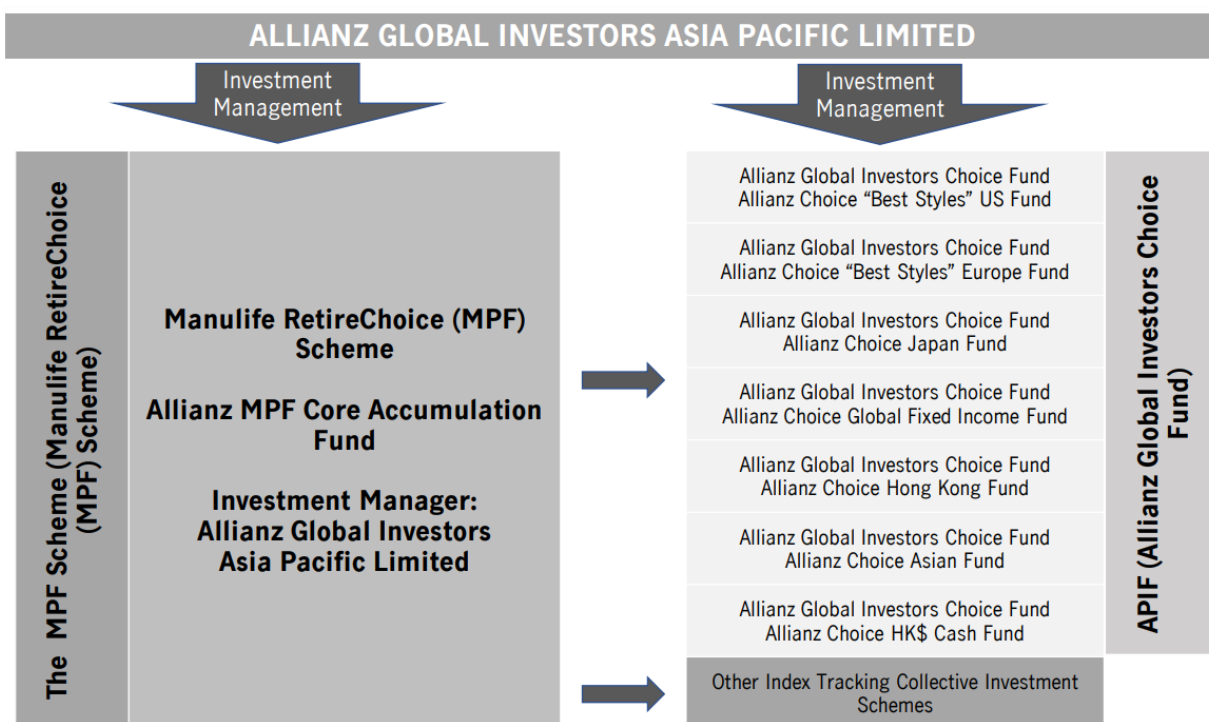 ALLIANZ GLOBAL INVESTORS ASIA PACIFIC LIMITED
Investment
Management
Investment
Management
The MPF Scheme (Manulife RetireChoice
(MPF) Scheme)
Manulife RetireChoice (MPF)
Scheme
Allianz MPF Core Accumulation
Fund
Investment Manager:
Allianz Global Investors
Asia Pacific Limited
Allianz Global Investors Choice Fund
Allianz Choice “Best Styles” US Fund
Allianz Global Investors Choice Fund
Allianz Choice “Best Styles” Europe Fund
Allianz Global Investors Choice Fund
Allianz Choice Japan Fund
Allianz Global Investors Choice Fund
Allianz Choice Global Fixed Income Fund
Allianz Global Investors Choice Fund
Allianz Choice Hong Kong Fund
Allianz Global Investors Choice Fund
Allianz Choice Asian Fund
Allianz Global Investors Choice Fund
Allianz Choice HK$ Cash Fund
Other Index Tracking Collective Investment
Schemes
APIF (Allianz Global Investors Choice
Fund)